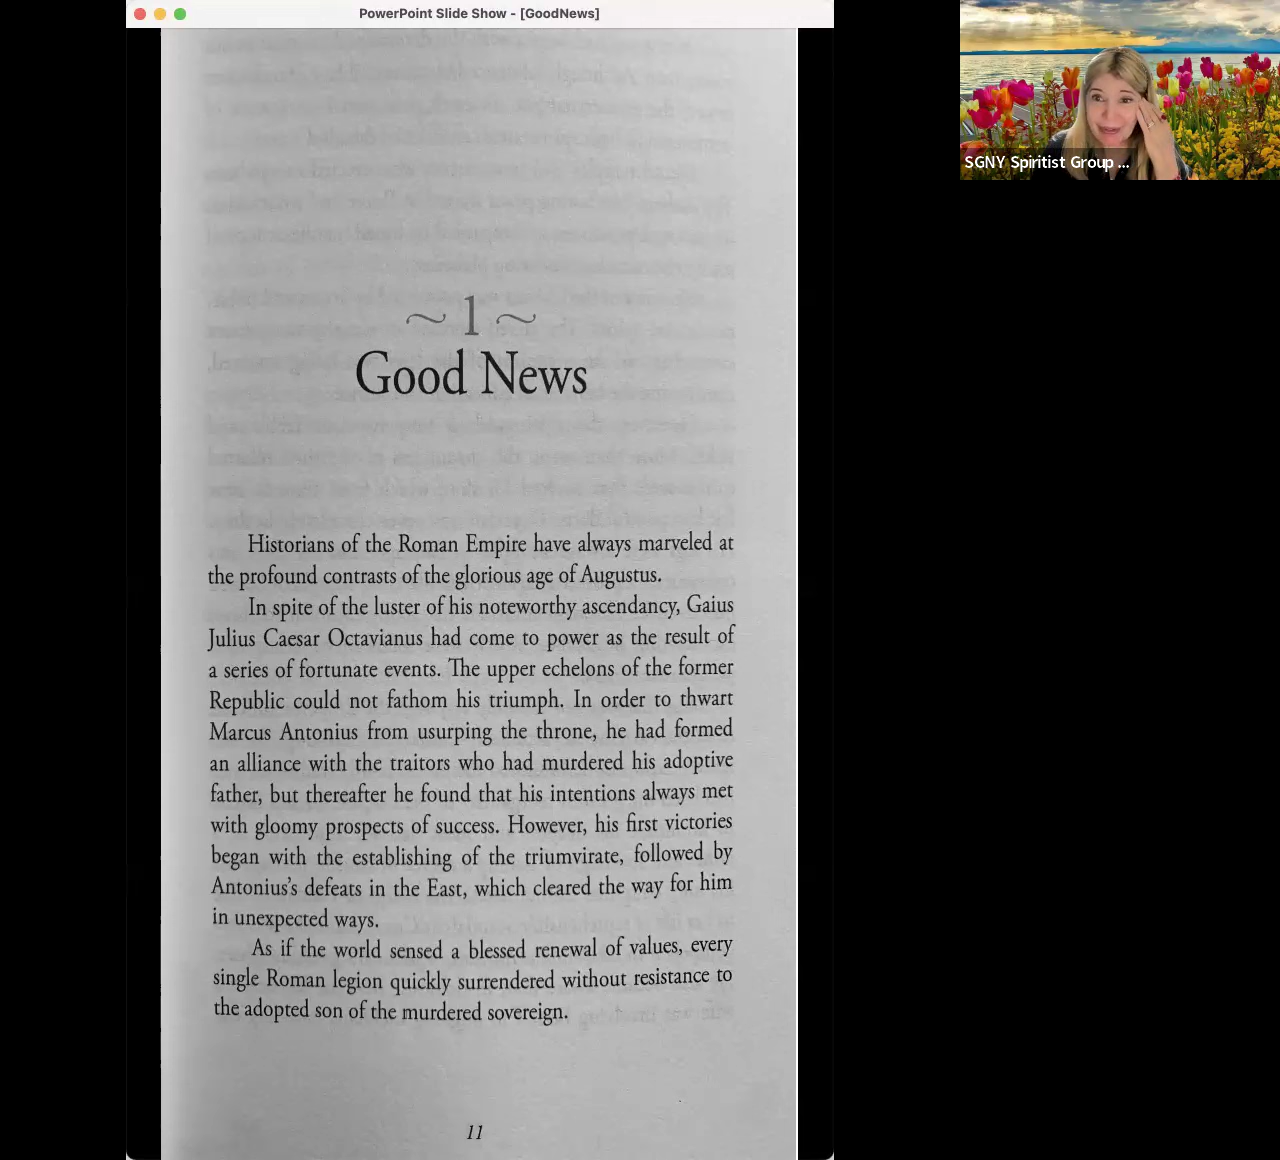 PowerPoint Slide Show - [GoodNews]
SGNY Spiritist Group ...
~ 1 ~
Good News
Historians of the Roman Empire have always marveled at
the profound contrasts of the glorious age of Augustus.
In spite of the luster of his noteworthy ascendancy, Gaius
Julius Caesar Octavianus had come to power as the result of
a series of fortunate events. The upper echelons of the former
Republic could not fathom his triumph. In order to thwart
Marcus Antonius from usurping the throne, he had formed
an alliance with the traitors who had murdered his adoptive
father, but thereafter he found that his intentions always met
with gloomy prospects of success. However, his first victories
began with the establishing of the triumvirate, followed by
Antonius's defeats in the East, which cleared the way for him
in unexpected ways.
As if the world sensed a blessed renewal of values, every
single Roman legion quickly surrendered without resistance to
the adopted son of the murdered sovereign.
11